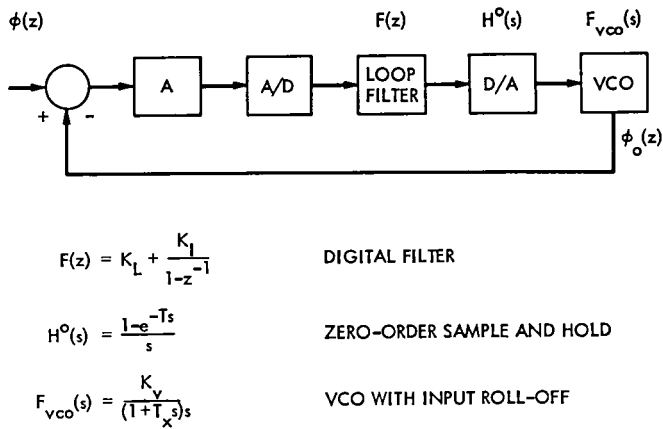 ϕ(z) F(z) H°(s) F_vco(s)
A A/D LOOP FILTER D/A VCO
+ -
ϕ_o(z)
F(z) = K_L + K_I / (1-z^-1) DIGITAL FILTER
H°(s) = (1-e^-Ts) / s ZERO-ORDER SAMPLE AND HOLD
F_vco(s) = K_v / ((1+T_x s)s) VCO WITH INPUT ROLL-OFF